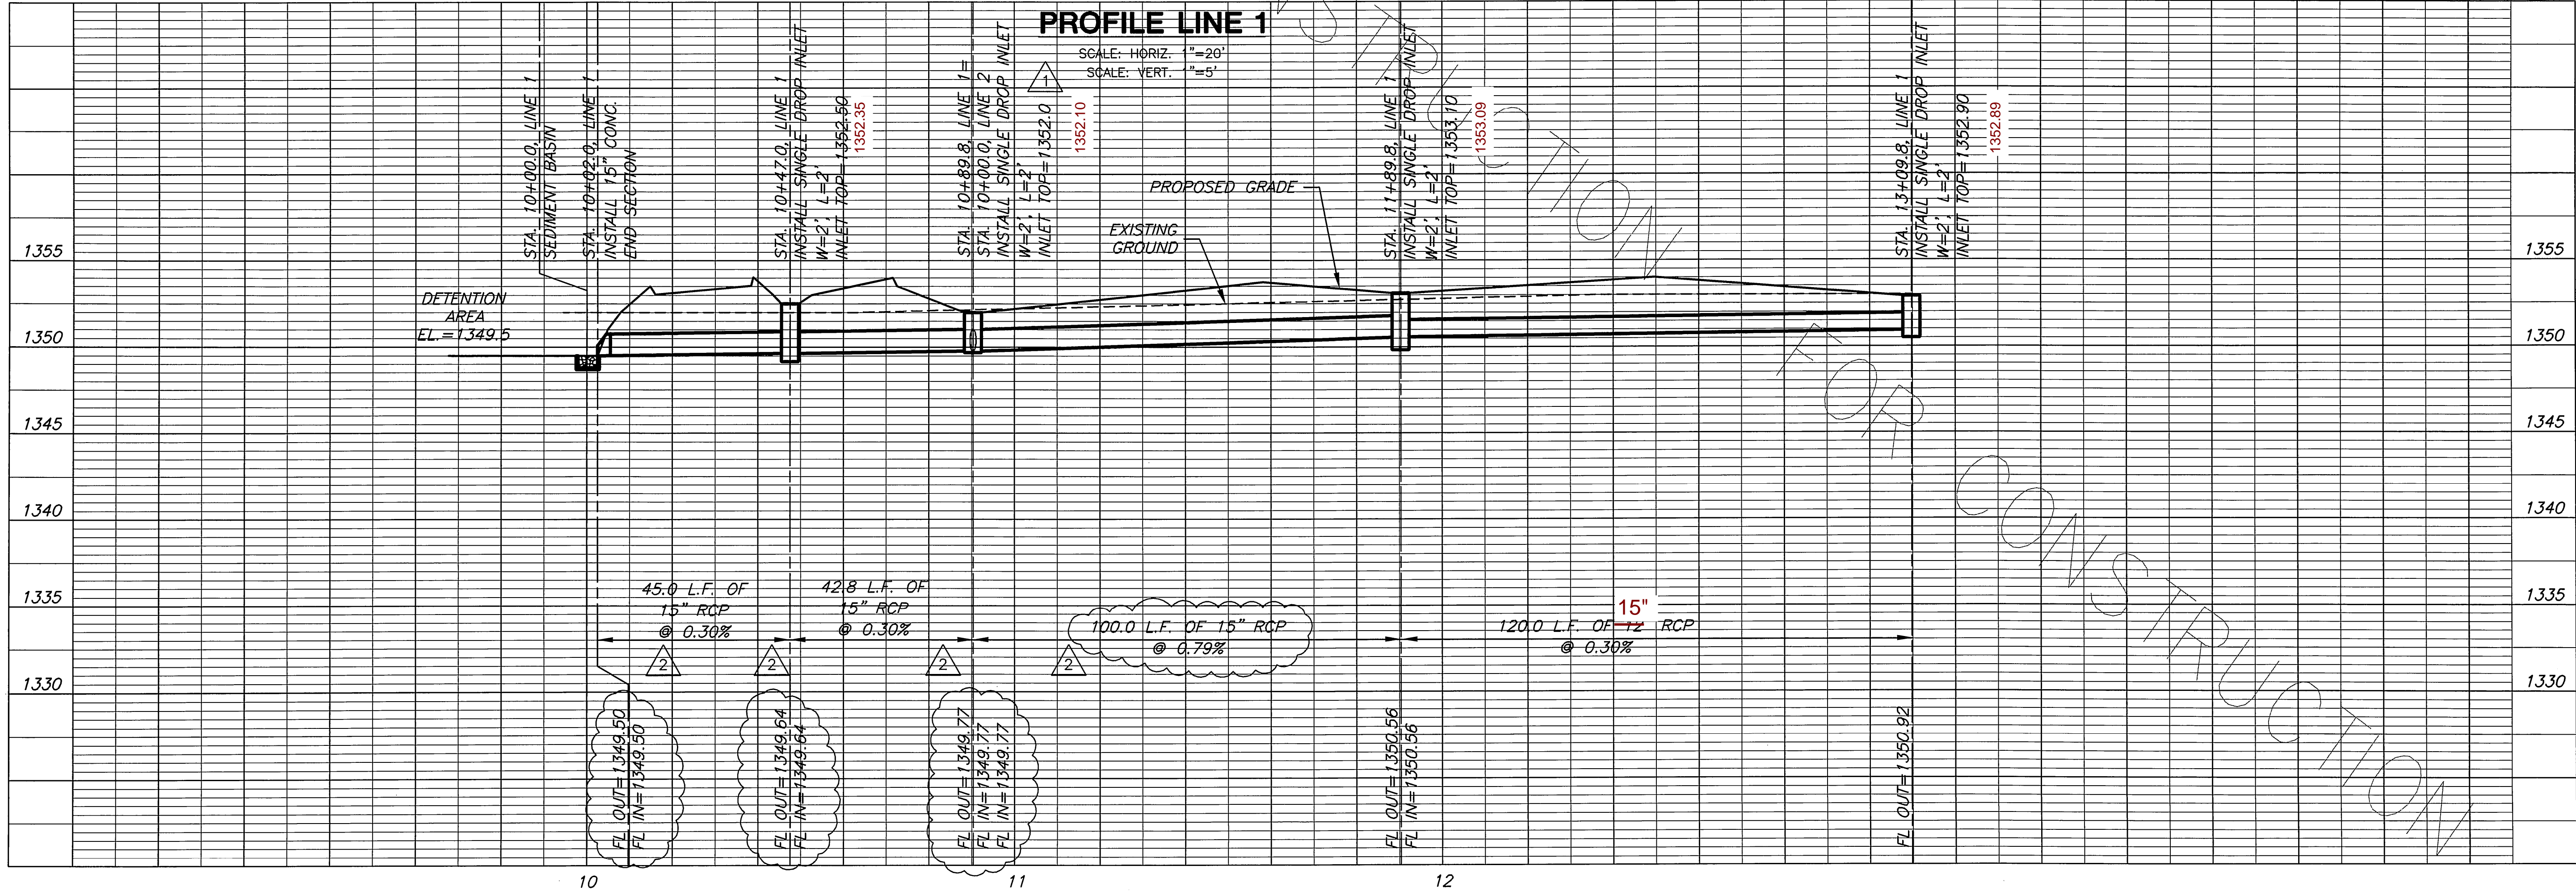 PROFILE LINE 1
SCALE: HORIZ. 1"=20'
SCALE: VERT. 1"=5'
STA. 10+00.0, LINE 1
SEDIMENT BASIN
STA. 10+02.0, LINE 1
INSTALL 15" CONC.
END SECTION
STA. 10+47.0, LINE 1
INSTALL SINGLE DROP INLET
W=2', L=2'
INLET TOP=1352.50
1352.35
STA. 10+89.8, LINE 1=
STA. 10+00.0, LINE 2
INSTALL SINGLE DROP INLET
W=2', L=2'
INLET TOP=1352.0
1
1352.10
STA. 11+89.8, LINE 1
INSTALL SINGLE DROP INLET
W=2', L=2'
INLET TOP=1353.10
1353.09
STA. 13+09.8, LINE 1
INSTALL SINGLE DROP INLET
W=2', L=2'
INLET TOP=1352.90
1352.89
PROPOSED GRADE
EXISTING
GROUND
DETENTION
AREA
EL.=1349.5
1355
1350
1345
1340
1335
1330
1355
1350
1345
1340
1335
1330
45.0 L.F. OF
15" RCP
@ 0.30%
42.8 L.F. OF
15" RCP
@ 0.30%
100.0 L.F. OF 15" RCP
@ 0.79%
15"
120.0 L.F. OF 12" RCP
@ 0.30%
2
2
2
2
FL OUT=1349.50
FL IN=1349.50
FL OUT=1349.64
FL IN=1349.64
FL OUT=1349.77
FL IN=1349.77
FL IN=1349.77
FL OUT=1350.56
FL IN=1350.56
FL OUT=1350.92
10
11
12
FOR CONSTRUCTION